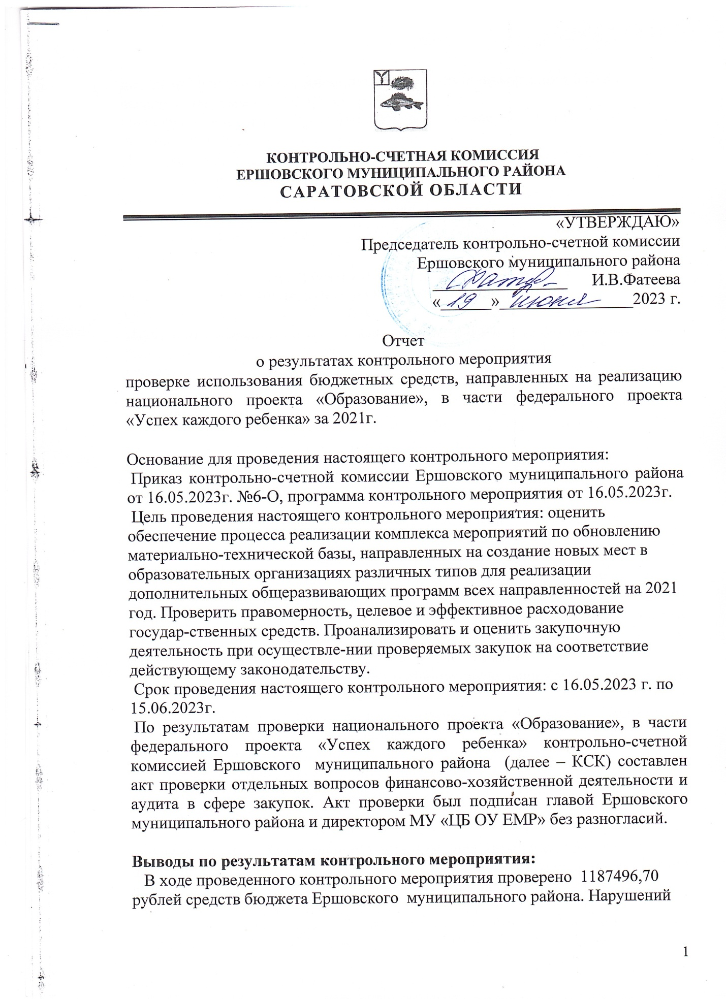 КОНТРОЛЬНО-СЧЕТНАЯ КОМИССИЯ
ЕРШОВСКОГО МУНИЦИПАЛЬНОГО РАЙОНА
САРАТОВСКОЙ ОБЛАСТИ
«УТВЕРЖДАЮ»
Председатель контрольно-счетной комиссии
Ершовского муниципального района
И.В.Фатеева
«19» июня 2023 г.
Отчет
о результатах контрольного мероприятия
проверке использования бюджетных средств, направленных на реализацию
национального проекта «Образование», в части федерального проекта
«Успех каждого ребенка» за 2021г.
Основание для проведения настоящего контрольного мероприятия:
Приказ контрольно-счетной комиссии Ершовского муниципального района
от 16.05.2023г. №6-О, программа контрольного мероприятия от 16.05.2023г.
Цель проведения настоящего контрольного мероприятия: оценить
обеспечение процесса реализации комплекса мероприятий по обновлению
материально-технической базы, направленных на создание новых мест в
образовательных организациях различных типов для реализации
дополнительных общеразвивающих программ всех направленностей на 2021
год. Проверить правомерность, целевое и эффективное расходование
государ-ственных средств. Проанализировать и оценить закупочную
деятельность при осуществле-нии проверяемых закупок на соответствие
действующему законодательству.
Срок проведения настоящего контрольного мероприятия: с 16.05.2023 г. по
15.06.2023г.
По результатам проверки национального проекта «Образование», в части
федерального проекта «Успех каждого ребенка» контрольно-счетной
комиссией Ершовского муниципального района (далее – КСК) составлен
акт проверки отдельных вопросов финансово-хозяйственной деятельности и
аудита в сфере закупок. Акт проверки был подписан главой Ершовского
муниципального района и директором МУ «ЦБ ОУ ЕМР» без разногласий.
Выводы по результатам контрольного мероприятия:
В ходе проведенного контрольного мероприятия проверено 1187496,70
рублей средств бюджета Ершовского муниципального района. Нарушений
1